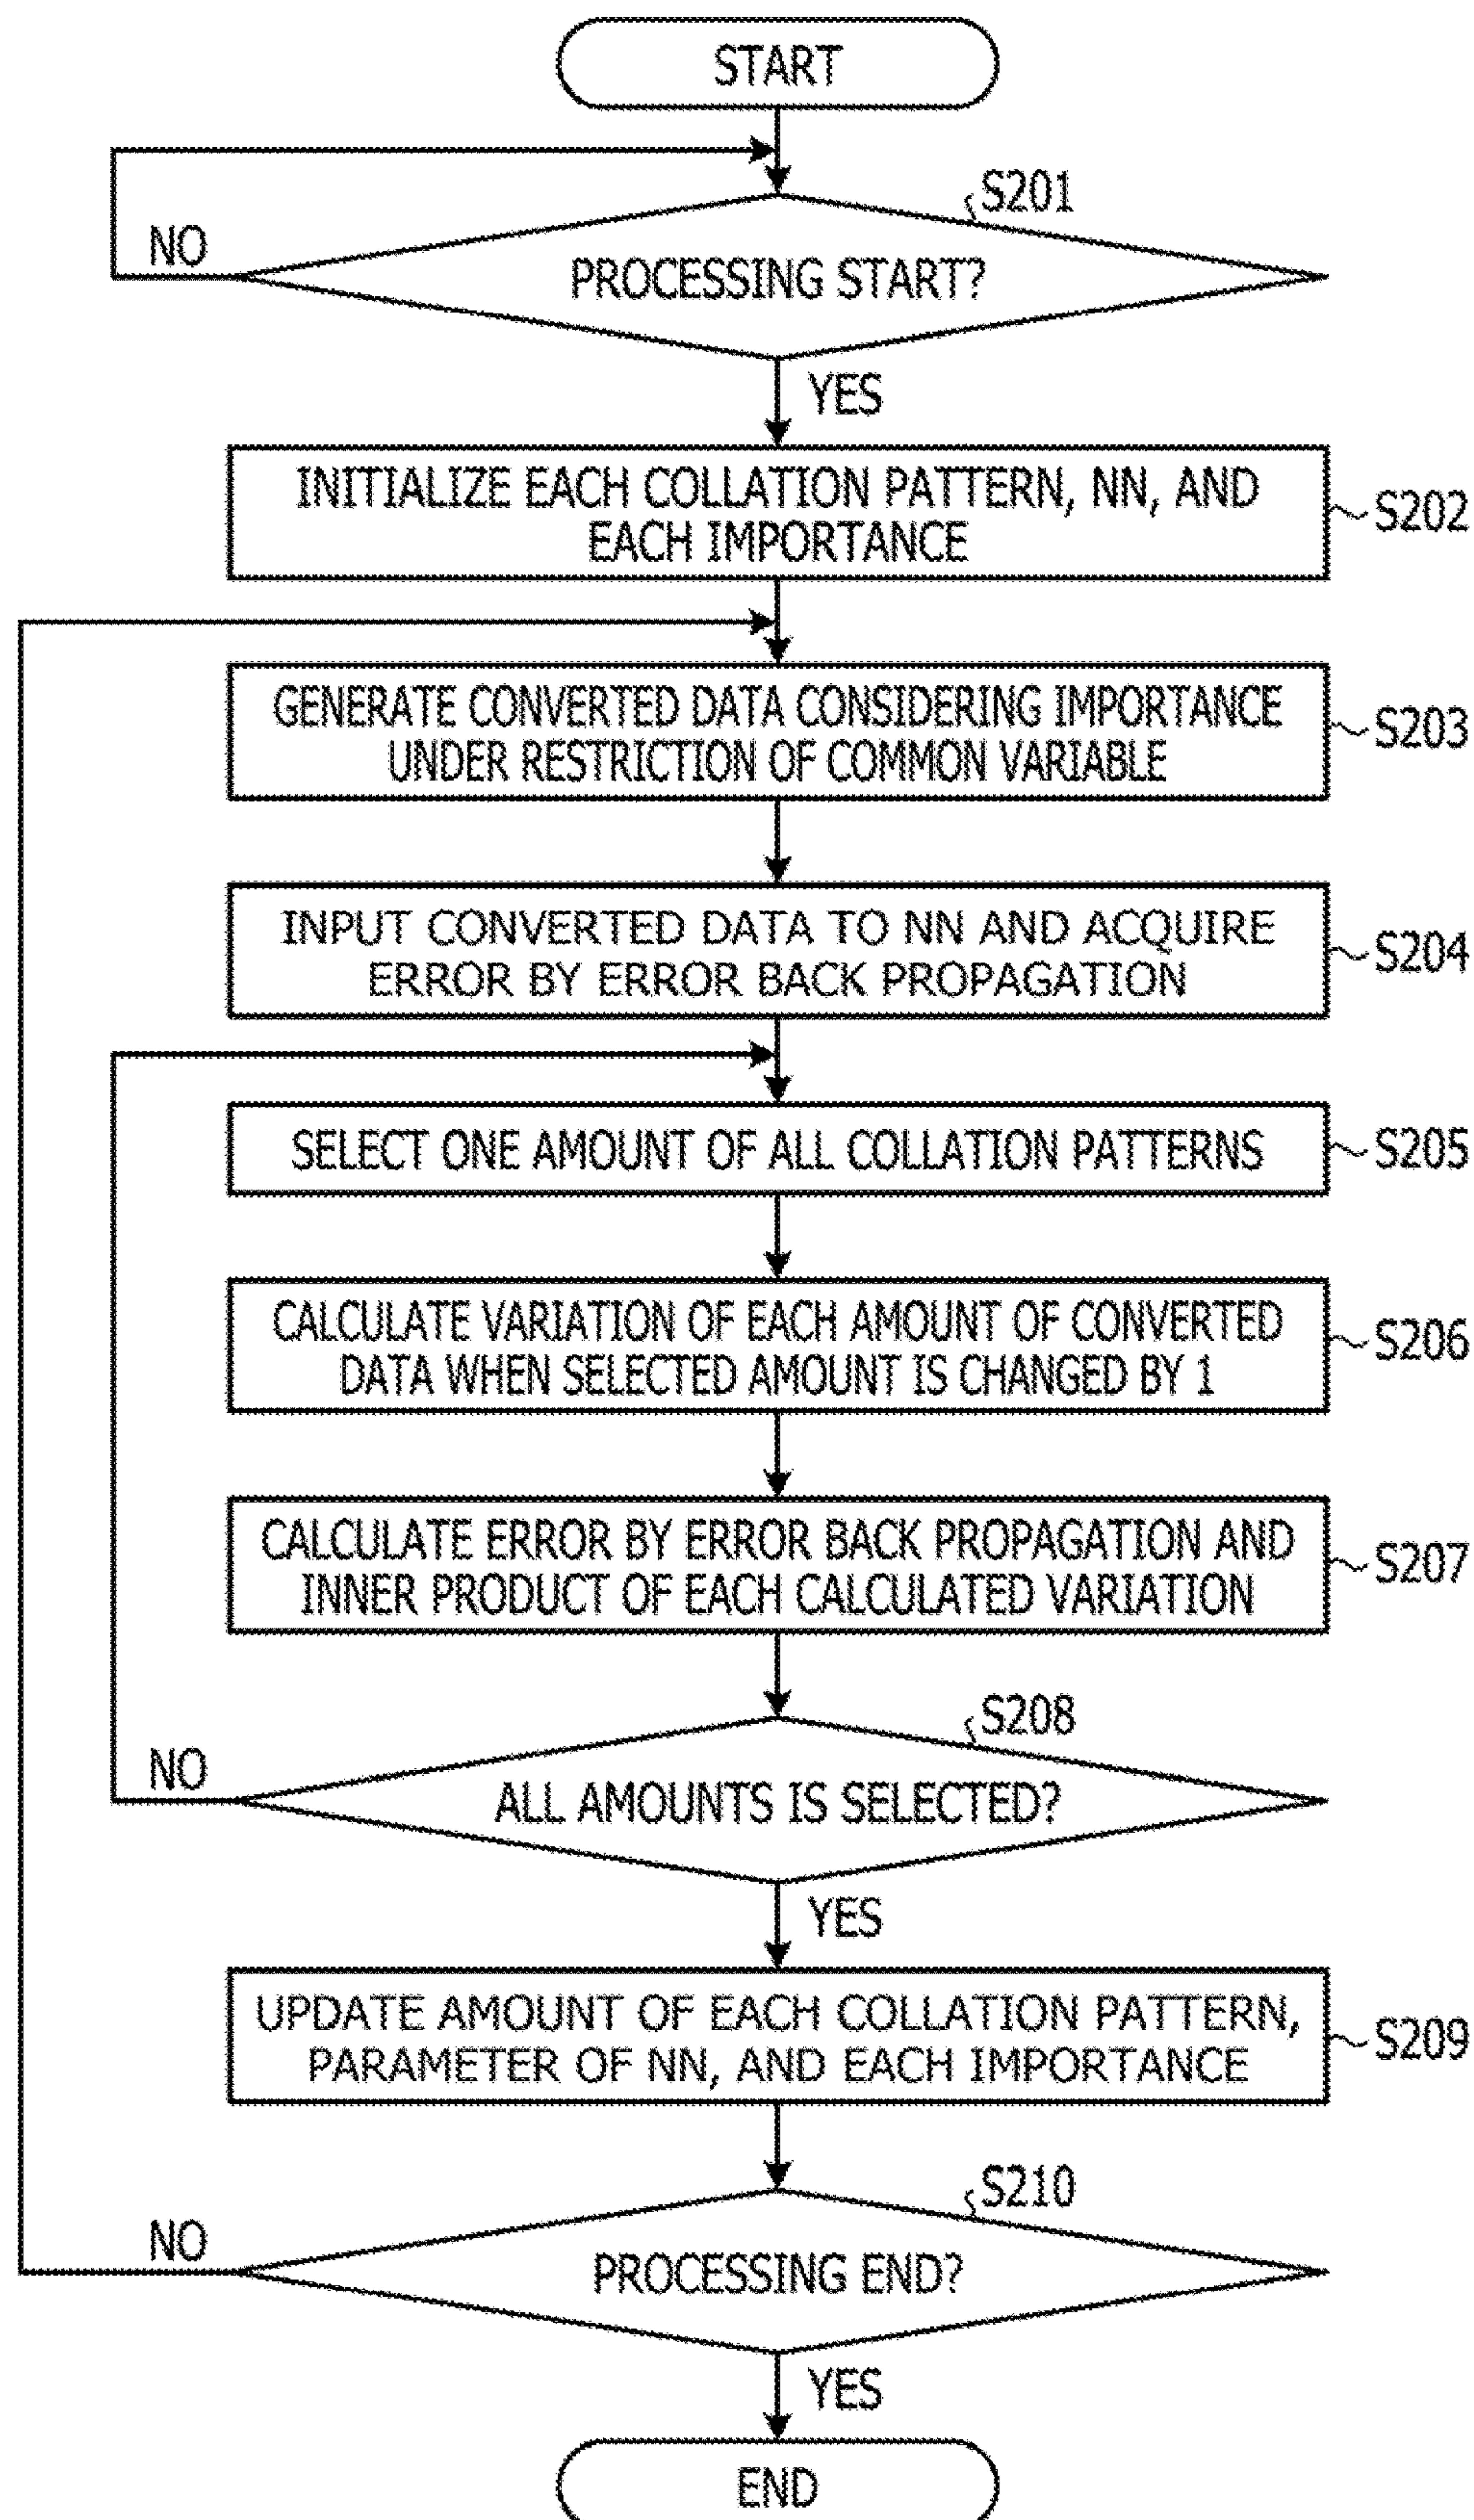 START
S201
NO
PROCESSING START?
YES
INITIALIZE EACH COLLATION PATTERN, NN, AND
EACH IMPORTANCE
S202
GENERATE CONVERTED DATA CONSIDERING IMPORTANCE
UNDER RESTRICTION OF COMMON VARIABLE
S203
INPUT CONVERTED DATA TO NN AND ACQUIRE
ERROR BY ERROR BACK PROPAGATION
S204
SELECT ONE AMOUNT OF ALL COLLATION PATTERNS
S205
CALCULATE VARIATION OF EACH AMOUNT OF CONVERTED
DATA WHEN SELECTED AMOUNT IS CHANGED BY 1
S206
CALCULATE ERROR BY ERROR BACK PROPAGATION AND
INNER PRODUCT OF EACH CALCULATED VARIATION
S207
S208
NO
ALL AMOUNTS IS SELECTED?
YES
UPDATE AMOUNT OF EACH COLLATION PATTERN,
PARAMETER OF NN, AND EACH IMPORTANCE
S209
S210
NO
PROCESSING END?
YES
END